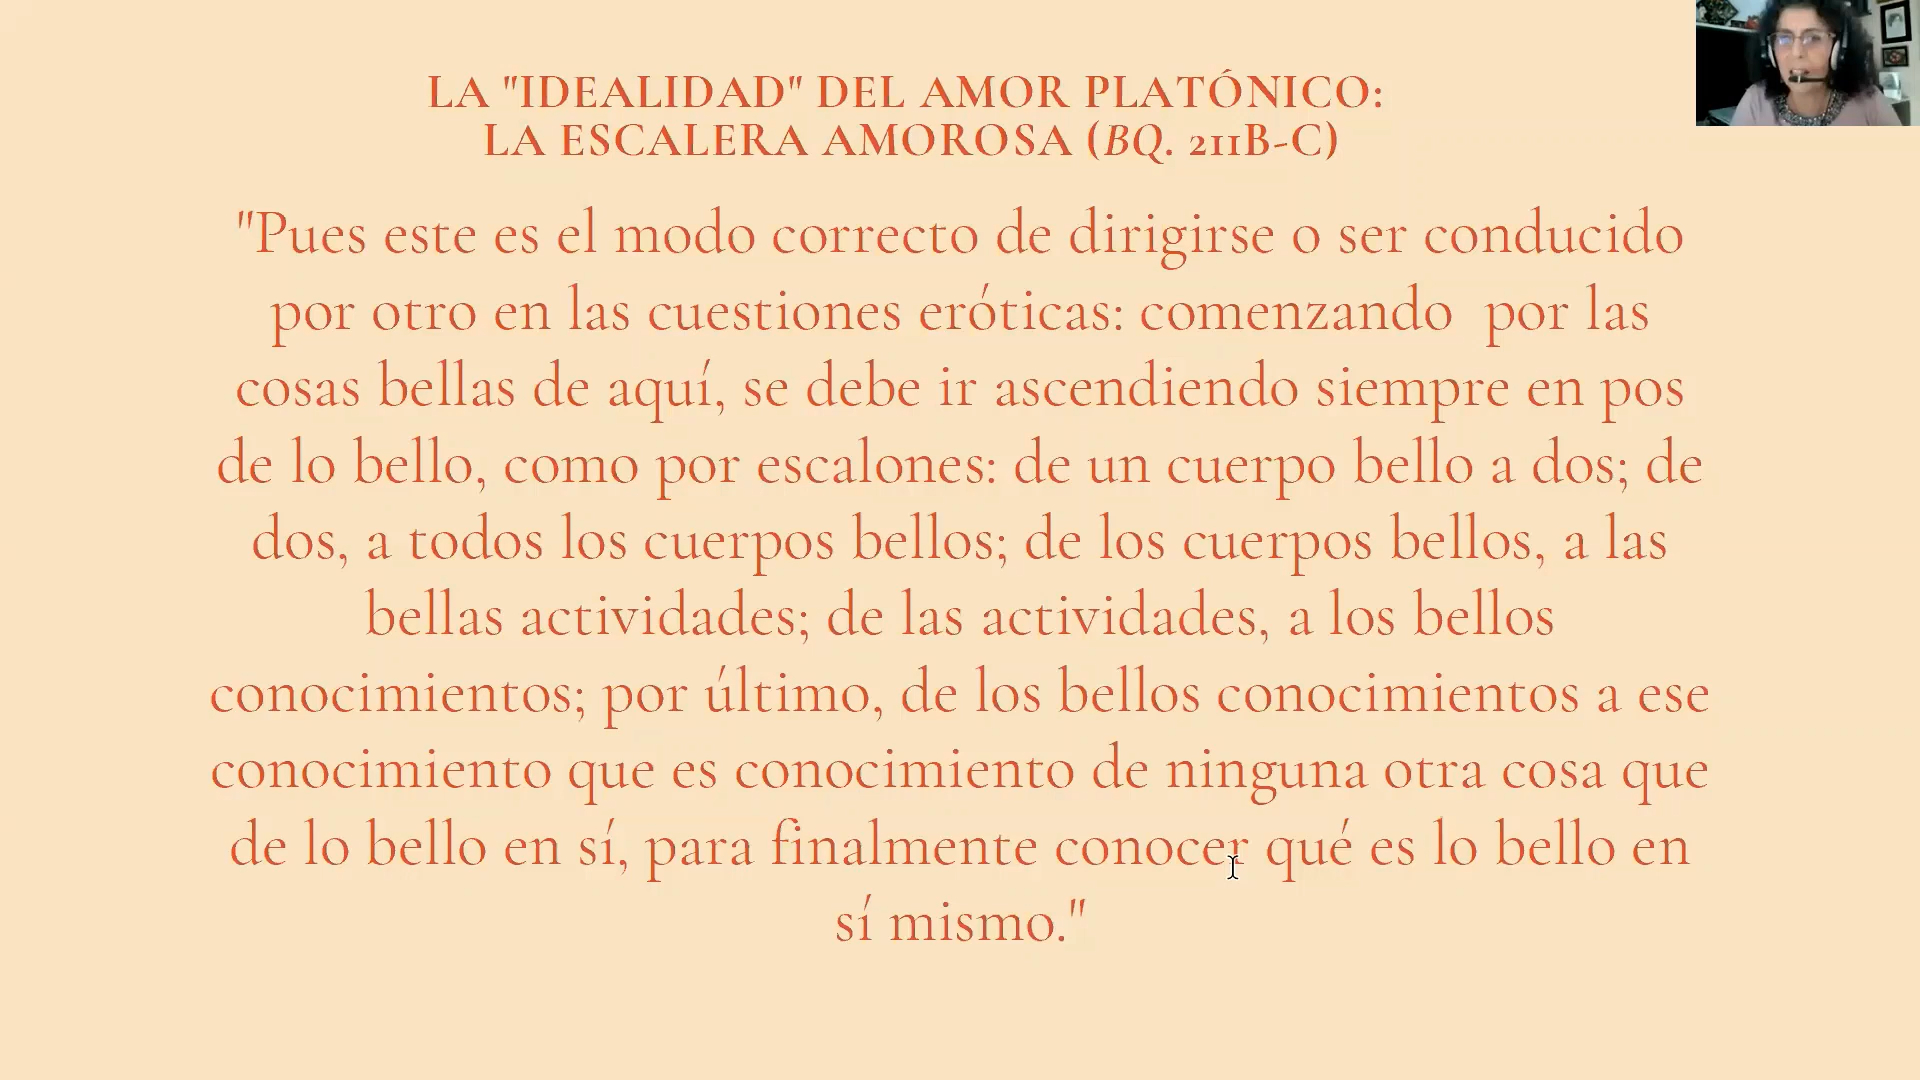 LA "IDEALIDAD" DEL AMOR PLATÓNICO:
LA ESCALERA AMOROSA (BQ. 211B-C)
"Pues este es el modo correcto de dirigirse o ser conducido
por otro en las cuestiones eróticas: comenzando  por las
cosas bellas de aquí, se debe ir ascendiendo siempre en pos
de lo bello, como por escalones: de un cuerpo bello a dos; de
dos, a todos los cuerpos bellos; de los cuerpos bellos, a las
bellas actividades; de las actividades, a los bellos
conocimientos; por último, de los bellos conocimientos a ese
conocimiento que es conocimiento de ninguna otra cosa que
de lo bello en sí, para finalmente conocer qué es lo bello en
sí mismo."